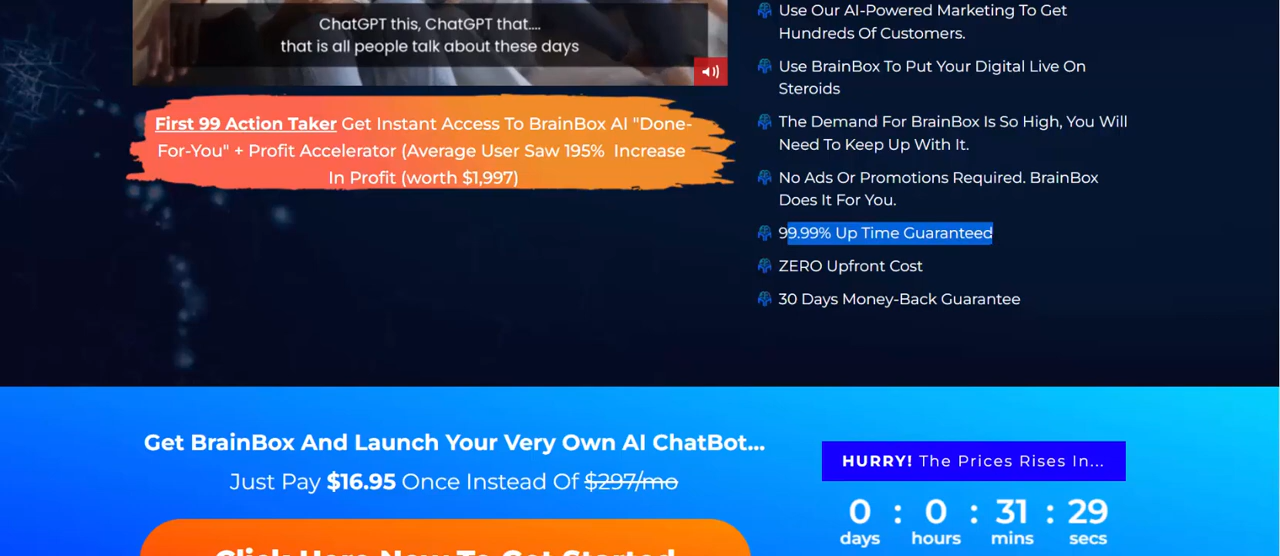 ChatGPT this, ChatGPT that....
that is all people talk about these days
First 99 Action Taker Get Instant Access To BrainBox AI "Done-
For-You" + Profit Accelerator (Average User Saw 195% Increase
In Profit (worth $1,997)
Use Our AI-Powered Marketing To Get
Hundreds Of Customers.
Use BrainBox To Put Your Digital Live On
Steroids
The Demand For BrainBox Is So High, You Will
Need To Keep Up With It.
No Ads Or Promotions Required. BrainBox
Does It For You.
99.99% Up Time Guaranteed
ZERO Upfront Cost
30 Days Money-Back Guarantee
Get BrainBox And Launch Your Very Own AI ChatBot...
Just Pay $16.95 Once Instead Of $297/mo
Click Here Now To Get Started
HURRY! The Prices Rises In...
0 : 0 : 31 : 29
days hours mins secs